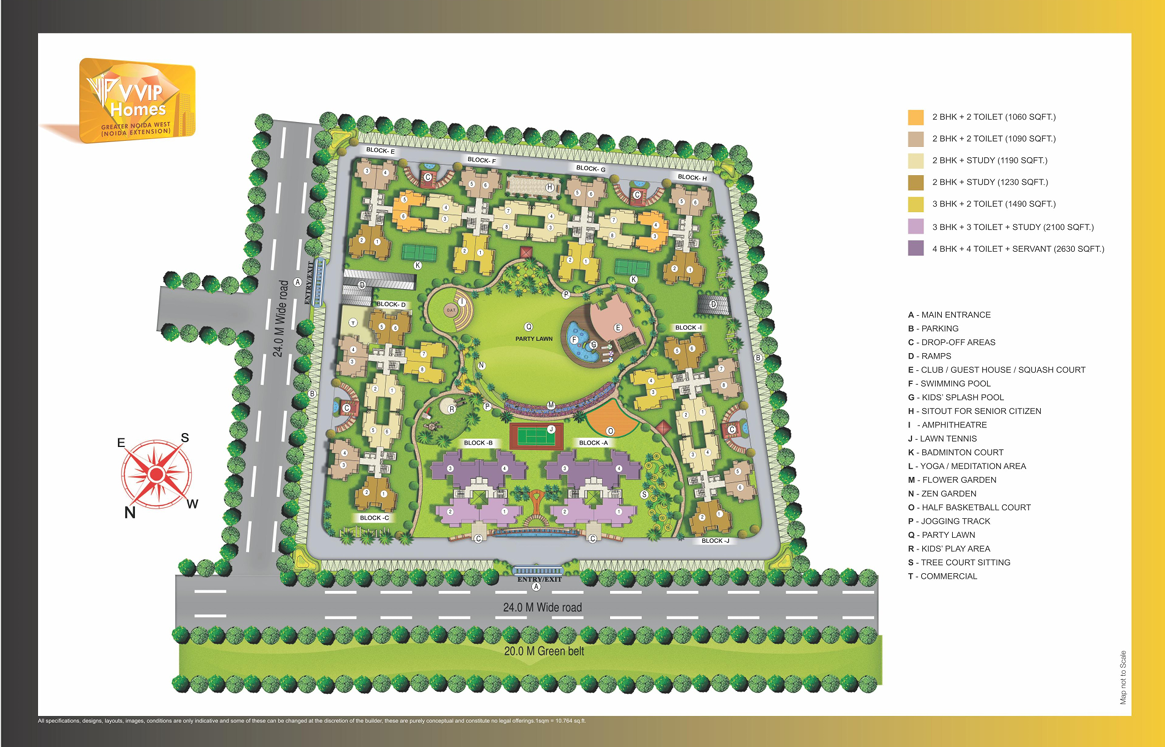 VVIP
Homes
GREATER NOIDA WEST
(NOIDA EXTENSION)
2 BHK + 2 TOILET (1060 SQFT.)
2 BHK + 2 TOILET (1090 SQFT.)
2 BHK + STUDY (1190 SQFT.)
2 BHK + STUDY (1230 SQFT.)
3 BHK + 2 TOILET (1490 SQFT.)
3 BHK + 3 TOILET + STUDY (2100 SQFT.)
4 BHK + 4 TOILET + SERVANT (2630 SQFT.)
A - MAIN ENTRANCE
B - PARKING
C - DROP-OFF AREAS
D - RAMPS
E - CLUB / GUEST HOUSE / SQUASH COURT
F - SWIMMING POOL
G - KIDS' SPLASH POOL
H - SITOUT FOR SENIOR CITIZEN
I - AMPHITHEATRE
J - LAWN TENNIS
K - BADMINTON COURT
L - YOGA / MEDITATION AREA
M - FLOWER GARDEN
N - ZEN GARDEN
O - HALF BASKETBALL COURT
P - JOGGING TRACK
Q - PARTY LAWN
R - KIDS' PLAY AREA
S - TREE COURT SITTING
T - COMMERCIAL
BLOCK- E
BLOCK- F
BLOCK- G
BLOCK- H
C
H
C
K
K
A
ENTRY/EXIT
24.0 M Wide road
D
D
BLOCK- D
P
I
OAT
Q
PARTY LAWN
E
F
G
BLOCK -I
T
B
B
N
C
R
P
M
O
C
J
BLOCK -B
BLOCK -A
S
BLOCK -C
C
C
BLOCK -J
ENTRY/EXIT
A
24.0 M Wide road
20.0 M Green belt
E
S
N
W
Map not to Scale
All specifications, designs, layouts, images, conditions are only indicative and some of these can be changed at the discretion of the builder, these are purely conceptual and constitute no legal offerings.1sqm = 10.764 sq.ft.